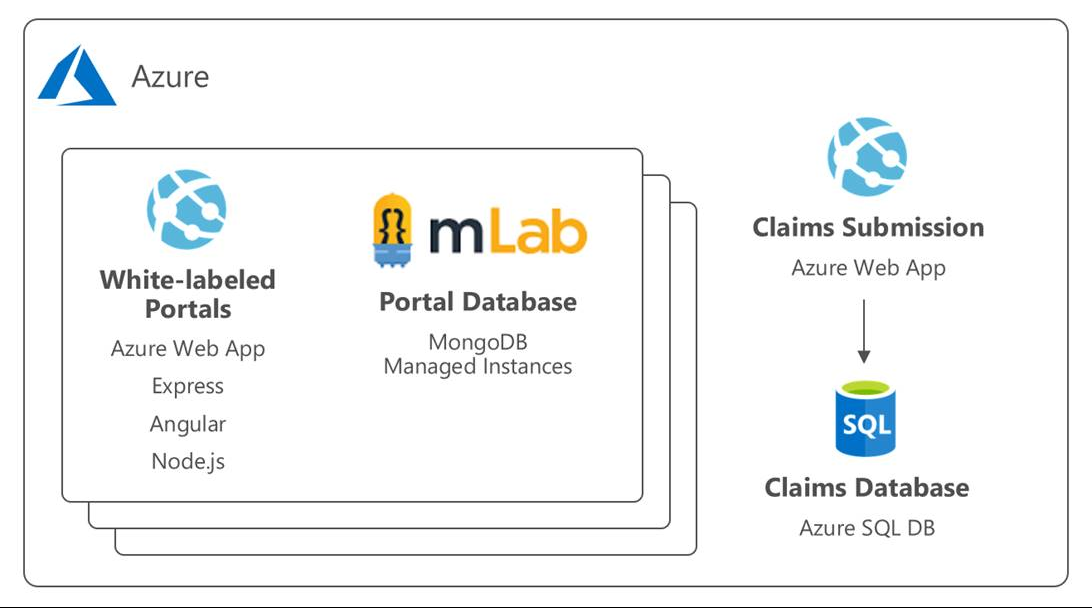 Azure
White-labeled
Portals
Azure Web App
Express
Angular
Node.js
{}
mLab
Portal Database
MongoDB
Managed Instances
Claims Submission
Azure Web App
SQL
Claims Database
Azure SQL DB